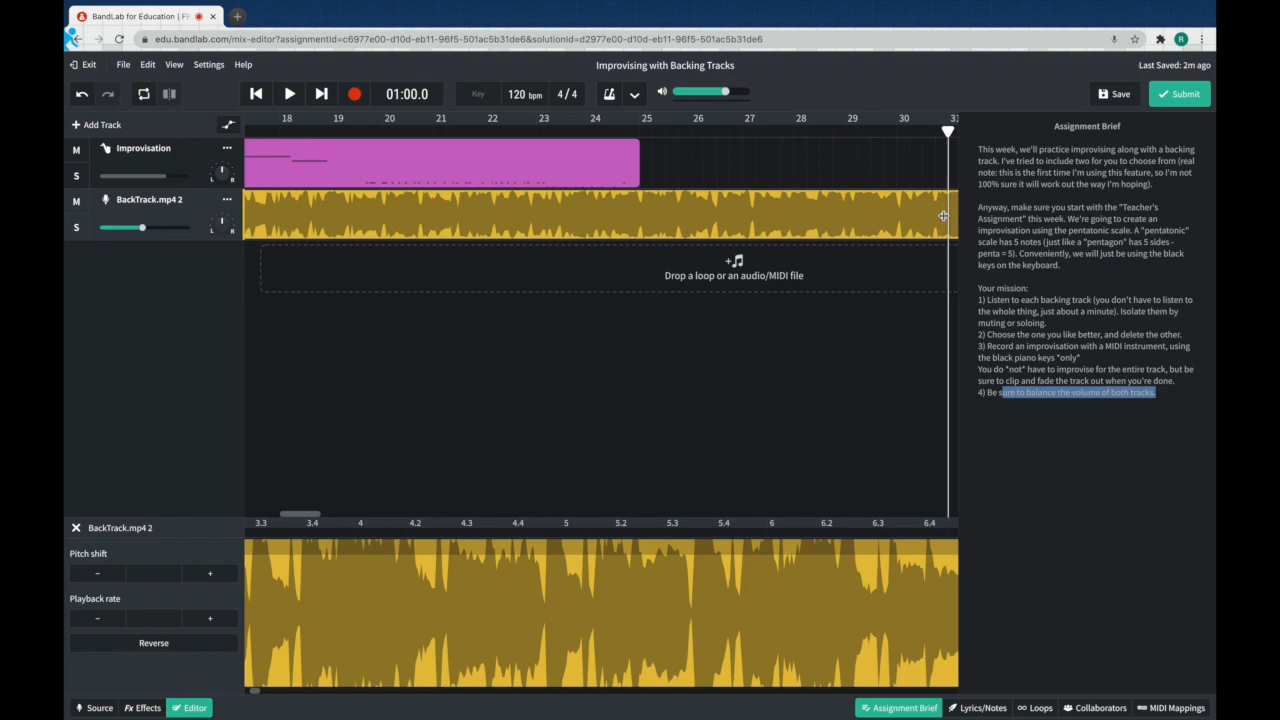 BandLab for Education | F
edu.bandlab.com/mix-editor?assignmentId=c6977e00-d10d-eb11-96f5-501ac5b31de6&solutionId=d2977e00-d10d-eb11-96f5-501ac5b31de6
R
Exit File Edit View Settings Help
Improvising with Backing Tracks
Last Saved: 2m ago
01:00.0
Key
120 bpm
4 / 4
Save
Submit
+ Add Track
18 19 20 21 22 23 24 25 26 27 28 29 30 31
M Improvisation ...
S L R
M BackTrack.mp4 2 ...
S L R
Drop a loop or an audio/MIDI file
Assignment Brief
This week, we'll practice improvising along with a backing
track. I've tried to include two for you to choose from (real
note: this is the first time I'm using this feature, so I'm not
100% sure it will work out the way I'm hoping).
Anyway, make sure you start with the "Teacher's
Assignment" this week. We're going to create an
improvisation using the pentatonic scale. A "pentatonic"
scale has 5 notes (just like a "pentagon" has 5 sides -
penta = 5). Conveniently, we will just be using the black
keys on the keyboard.
Your mission:
1) Listen to each backing track (you don't have to listen to
the whole thing, just about a minute). Isolate them by
muting or soloing.
2) Choose the one you like better, and delete the other.
3) Record an improvisation with a MIDI instrument, using
the black piano keys *only*
You do *not* have to improvise for the entire track, but be
sure to clip and fade the track out when you're done.
4) Be sure to balance the volume of both tracks.
BackTrack.mp4 2
3.3 3.4 4 4.2 4.3 4.4 5 5.2 5.3 5.4 6 6.2 6.3 6.4
Pitch shift
− +
Playback rate
− +
Reverse
Source
Fx Effects
Editor
Assignment Brief
Lyrics/Notes
Loops
Collaborators
MIDI Mappings